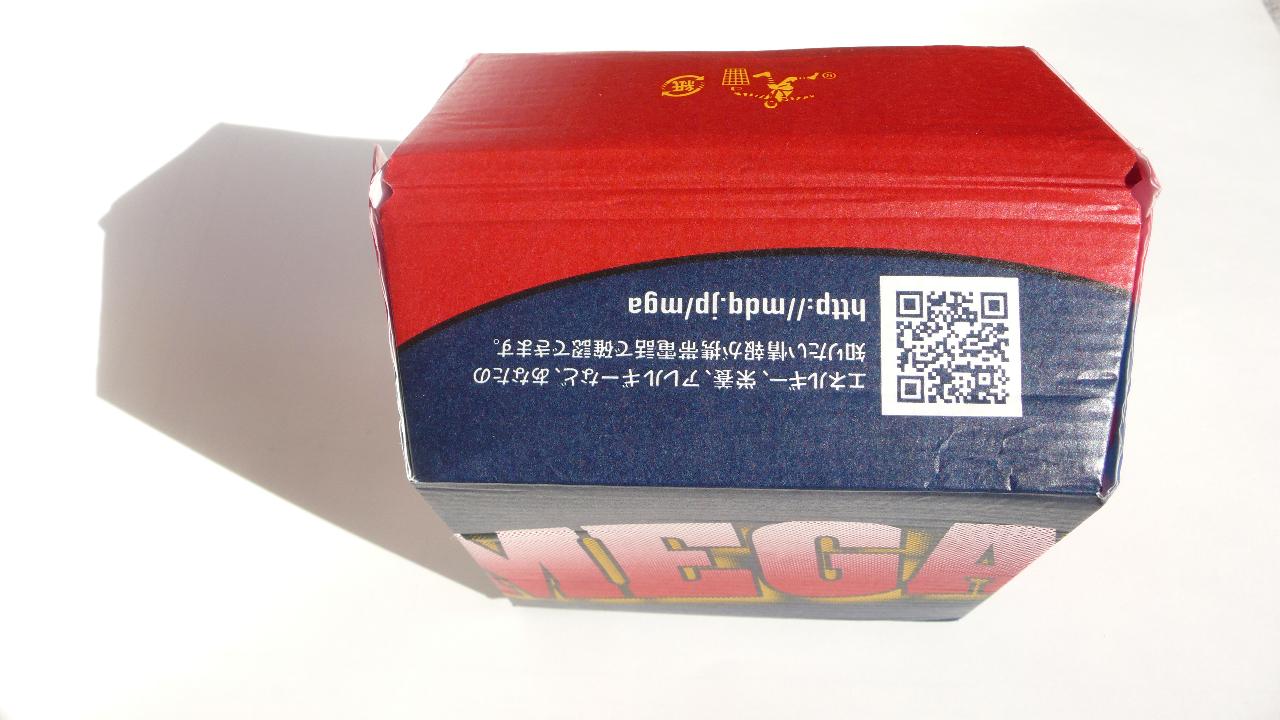 紙
エネルギー、栄養、アレルギーなど、あなたの
知りたい情報が携帯電話で確認できます。
http://mdq.jp/mga
MEGA